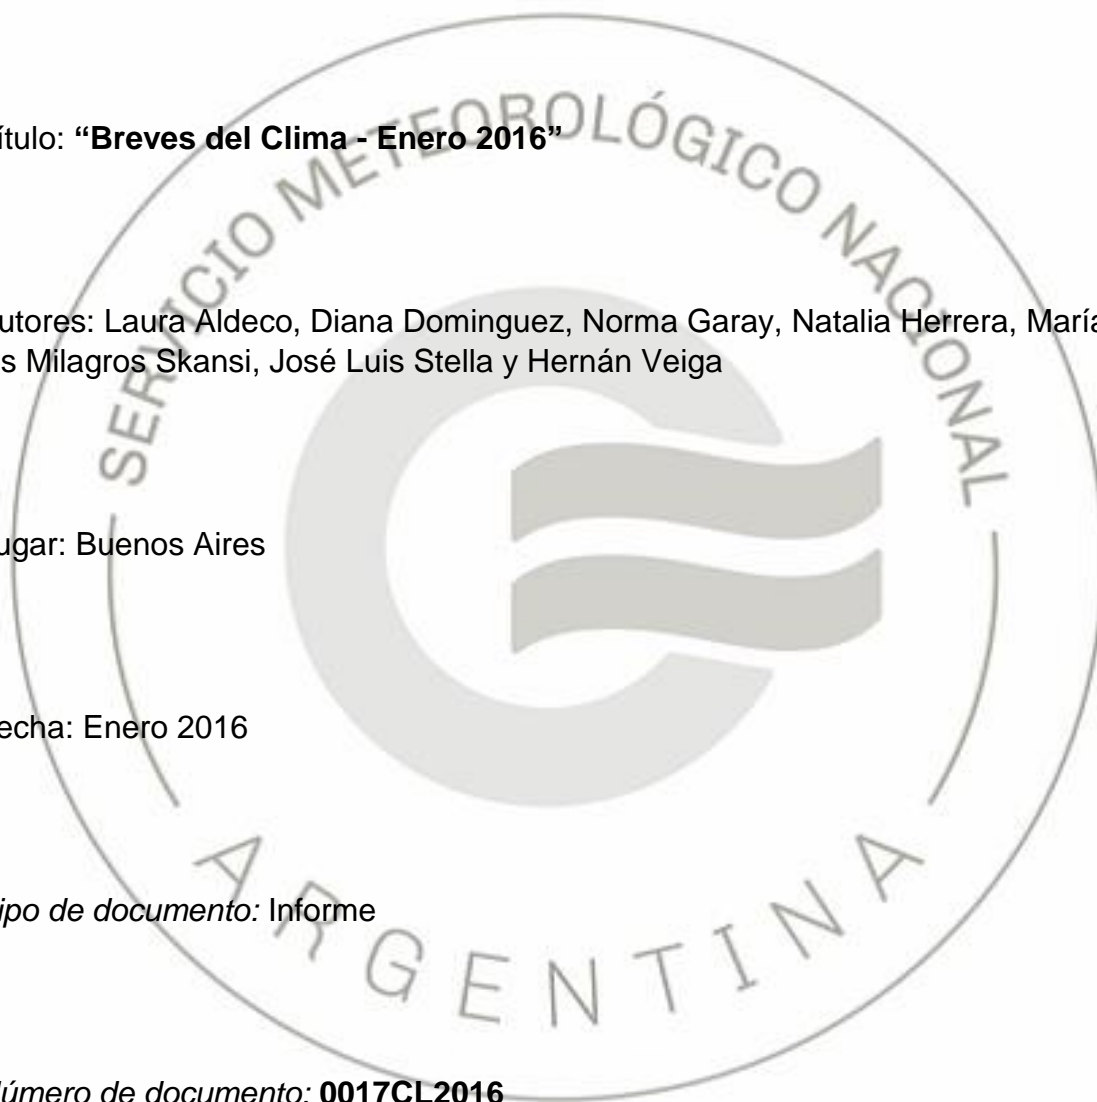 ítulo: “Breves del Clima - Enero 2016”
SERVICIO METEOROLÓGICO NACIONAL
utores: Laura Aldeco, Diana Dominguez, Norma Garay, Natalia Herrera, María
s Milagros Skansi, José Luis Stella y Hernán Veiga
ugar: Buenos Aires
echa: Enero 2016
ipo de documento: Informe
ARGENTINA
úmero de documento: 0017CL2016